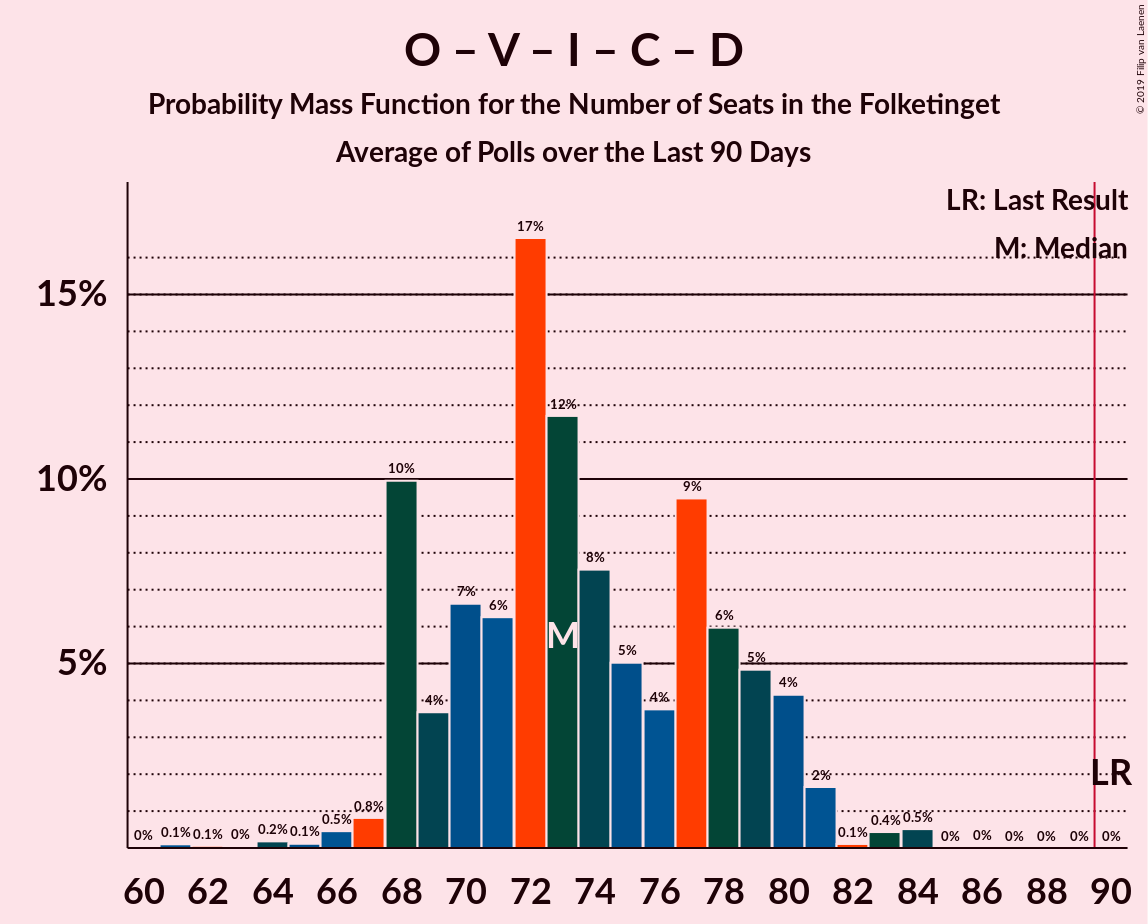 O – V – I – C – D
Probability Mass Function for the Number of Seats in the Folketinget
Average of Polls over the Last 90 Days
© 2019 Filip van Laenen
LR: Last Result
M: Median
17%
15%
12%
10%
10%
9%
8%
7%
6%
M
6%
5%
5%
5%
4%
4%
4%
2%
LR
0.8%
0.5%
0.5%
0.4%
0% 0.1% 0.1% 0% 0.2% 0.1% 0.1% 0% 0% 0% 0% 0% 0%
60 62 64 66 68 70 72 74 76 78 80 82 84 86 88 90